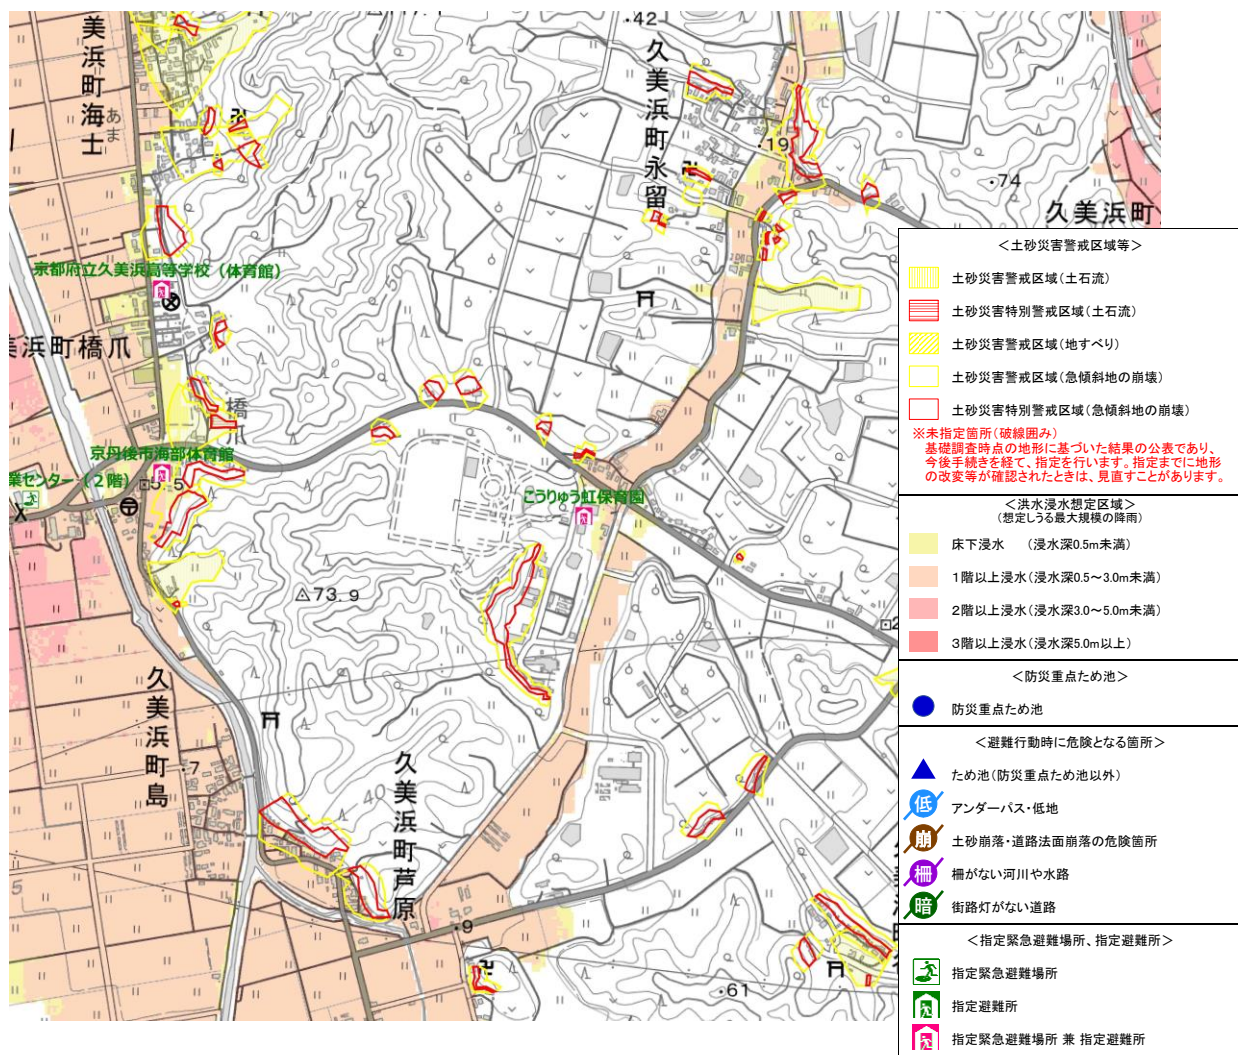 ・42
久美浜町海士
あま
久美浜町永留
・19
・74
久美浜町
京都府立久美浜高等学校（体育館）
美浜町橋爪
橋爪
京丹後市海部体育館
業センター（２階）
5.5
こうりゅう虹保育園
△73.9
久美浜町島
・7
40
久美浜町芦原
・9
・61
5
＜土砂災害警戒区域等＞
土砂災害警戒区域（土石流）
土砂災害特別警戒区域（土石流）
土砂災害警戒区域（地すべり）
土砂災害警戒区域（急傾斜地の崩壊）
土砂災害特別警戒区域（急傾斜地の崩壊）
※未指定箇所（破線囲み）
基礎調査時点の地形に基づいた結果の公表であり、
今後手続きを経て、指定を行います。指定までに地形
の改変等が確認されたときは、見直すことがあります。
＜洪水浸水想定区域＞
（想定しうる最大規模の降雨）
床下浸水　（浸水深0.5m未満）
１階以上浸水（浸水深0.5～3.0m未満）
２階以上浸水（浸水深3.0～5.0m未満）
３階以上浸水（浸水深5.0m以上）
＜防災重点ため池＞
防災重点ため池
＜避難行動時に危険となる箇所＞
ため池（防災重点ため池以外）
低 アンダーパス・低地
崩 土砂崩落・道路法面崩落の危険箇所
柵 柵がない河川や水路
暗 街路灯がない道路
＜指定緊急避難場所、指定避難所＞
指定緊急避難場所
指定避難所
指定緊急避難場所 兼 指定避難所